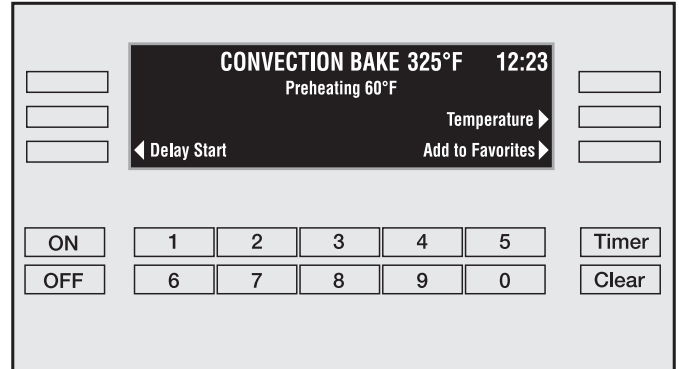 CONVECTION BAKE 325°F 12:23
Preheating 60°F
Temperature
Delay Start Add to Favorites
ON 1 2 3 4 5 Timer
OFF 6 7 8 9 0 Clear